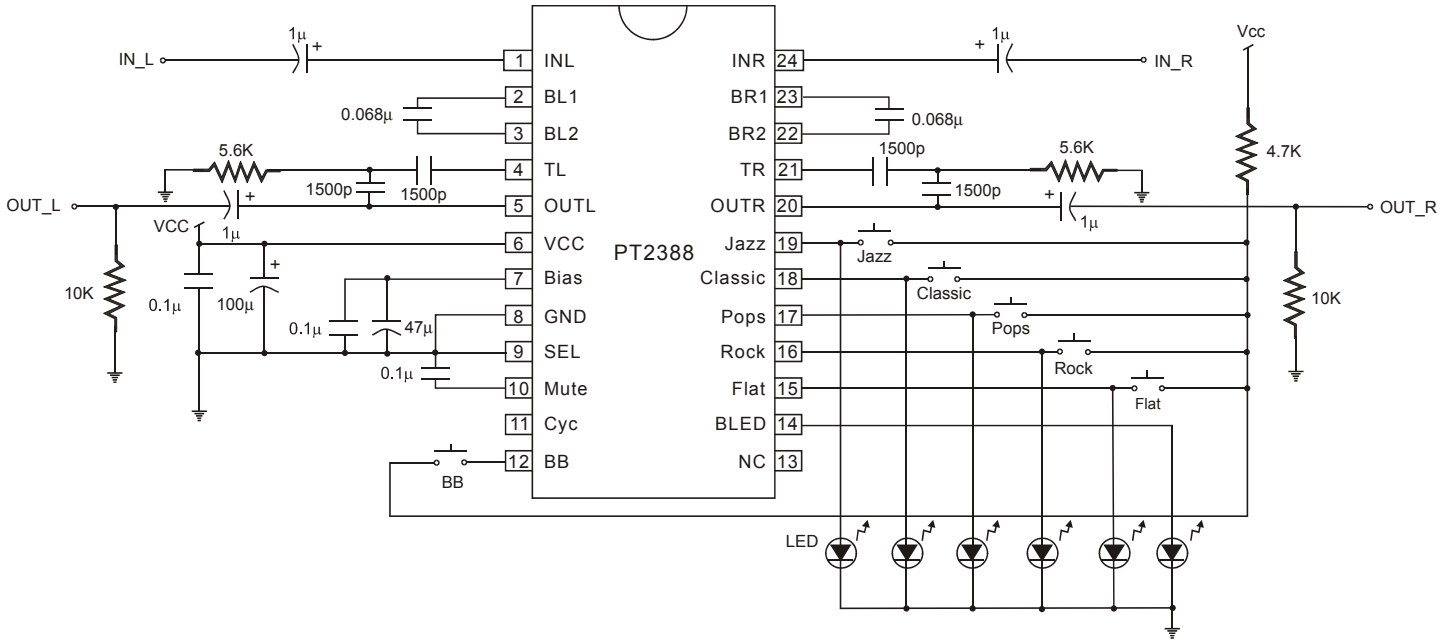 1µ
1µ
Vcc
IN_L
1 INL
INR 24
IN_R
2 BL1
BR1 23
0.068µ
0.068µ
3 BL2
BR2 22
4.7K
5.6K
1500p
5.6K
4 TL
TR 21
1500p 1500p
1500p
OUT_L
5 OUTL
OUTR 20
OUT_R
VCC
1µ
1µ
6 VCC
PT2388
Jazz 19
Jazz
7 Bias
Classic 18
Classic
10K
0.1µ
100µ
10K
8 GND
Pops 17
Pops
0.1µ
47µ
9 SEL
Rock 16
Rock
0.1µ
10 Mute
Flat 15
Flat
11 Cyc
BLED 14
12 BB
NC 13
BB
LED